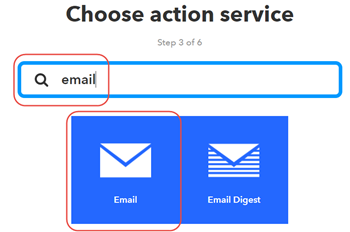 Choose action service
Step 3 of 6
email
Email
Email Digest